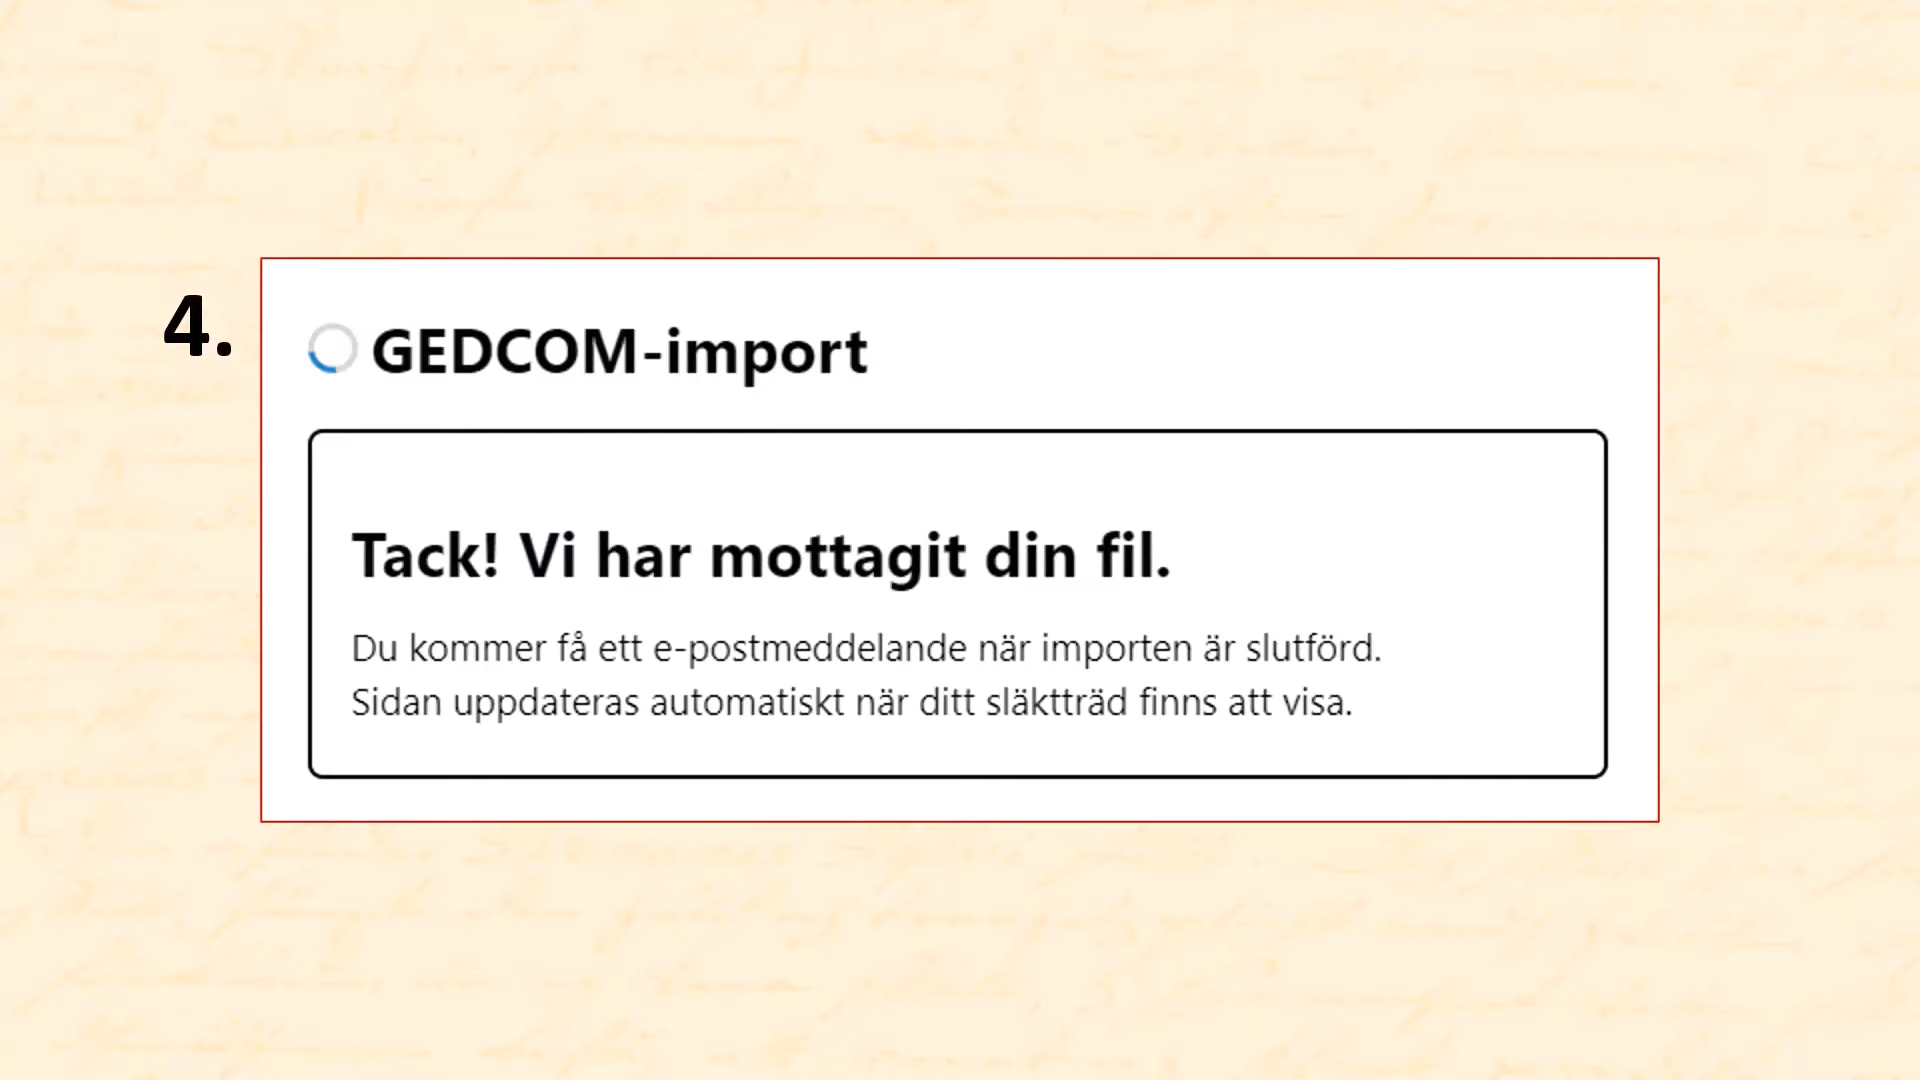 4.
GEDCOM-import
Tack! Vi har mottagit din fil.
Du kommer få ett e-postmeddelande när importen är slutförd.
Sidan uppdateras automatiskt när ditt släktträd finns att visa.